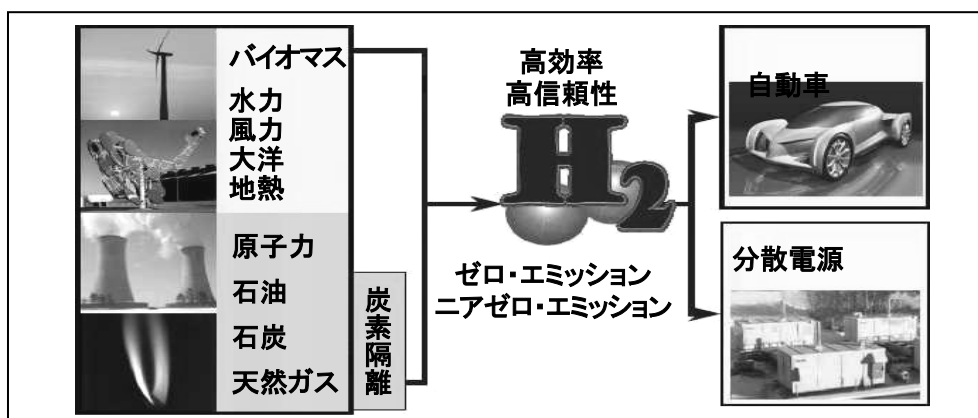 バイオマス
水力
風力
大洋
地熱
原子力
石油
石炭
天然ガス
炭素隔離
高効率
高信頼性
H2
ゼロ・エミッション
ニアゼロ・エミッション
自動車
分散電源